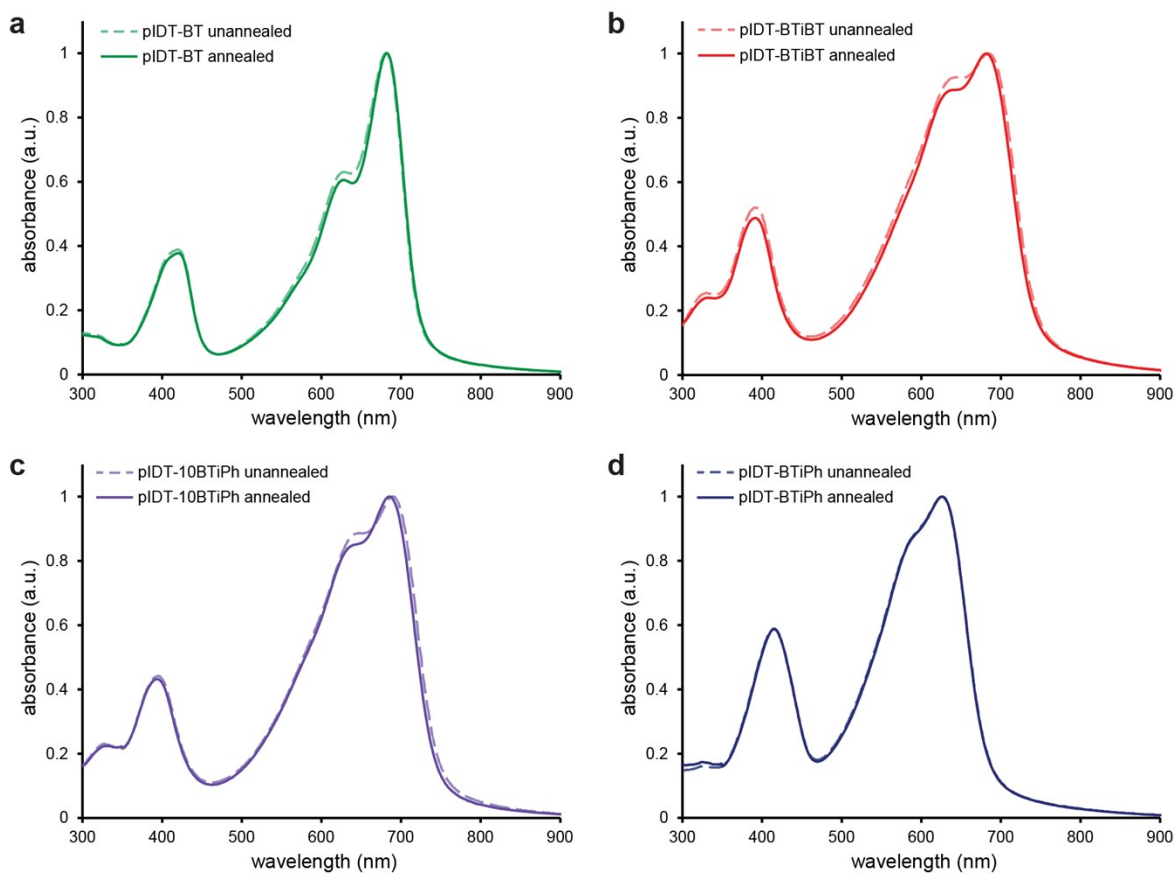 a
pIDT-BT unannealed
pIDT-BT annealed
1
0.8
0.6
0.4
0.2
0
absorbance (a.u.)
300 400 500 600 700 800 900
wavelength (nm)
b
pIDT-BTiBT unannealed
pIDT-BTiBT annealed
1
0.8
0.6
0.4
0.2
0
absorbance (a.u.)
300 400 500 600 700 800 900
wavelength (nm)
c
pIDT-10BTiPh unannealed
pIDT-10BTiPh annealed
1
0.8
0.6
0.4
0.2
0
absorbance (a.u.)
300 400 500 600 700 800 900
wavelength (nm)
d
pIDT-BTiPh unannealed
pIDT-BTiPh annealed
1
0.8
0.6
0.4
0.2
0
absorbance (a.u.)
300 400 500 600 700 800 900
wavelength (nm)